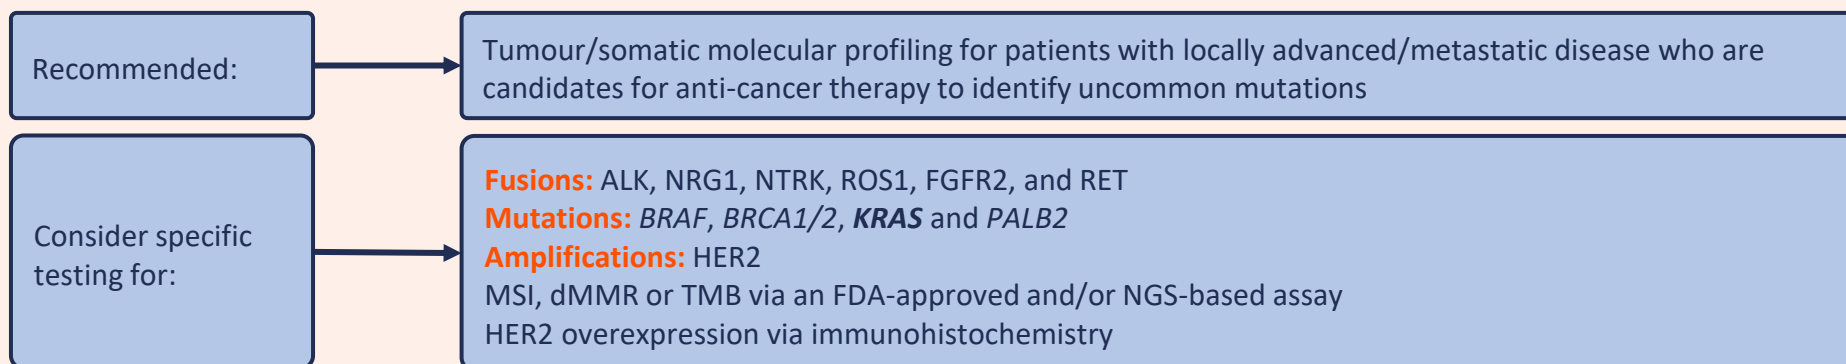 Recommended:
Tumour/somatic molecular profiling for patients with locally advanced/metastatic disease who are
candidates for anti-cancer therapy to identify uncommon mutations
Consider specific
testing for:
Fusions: ALK, NRG1, NTRK, ROS1, FGFR2, and RET
Mutations: BRAF, BRCA1/2, KRAS and PALB2
Amplifications: HER2
MSI, dMMR or TMB via an FDA-approved and/or NGS-based assay
HER2 overexpression via immunohistochemistry